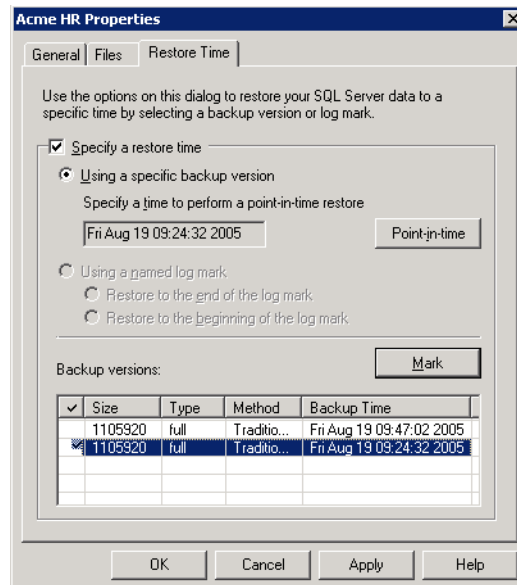 Acme HR Properties
General Files Restore Time
Use the options on this dialog to restore your SQL Server data to a
specific time by selecting a backup version or log mark.
Specify a restore time
Using a specific backup version
Specify a time to perform a point-in-time restore
Fri Aug 19 09:24:32 2005 Point-in-time
Using a named log mark
Restore to the end of the log mark
Restore to the beginning of the log mark
Backup versions: Mark
Size Type Method Backup Time
1105920 full Traditio... Fri Aug 19 09:47:02 2005
1105920 full Traditio... Fri Aug 19 09:24:32 2005
OK Cancel Apply Help